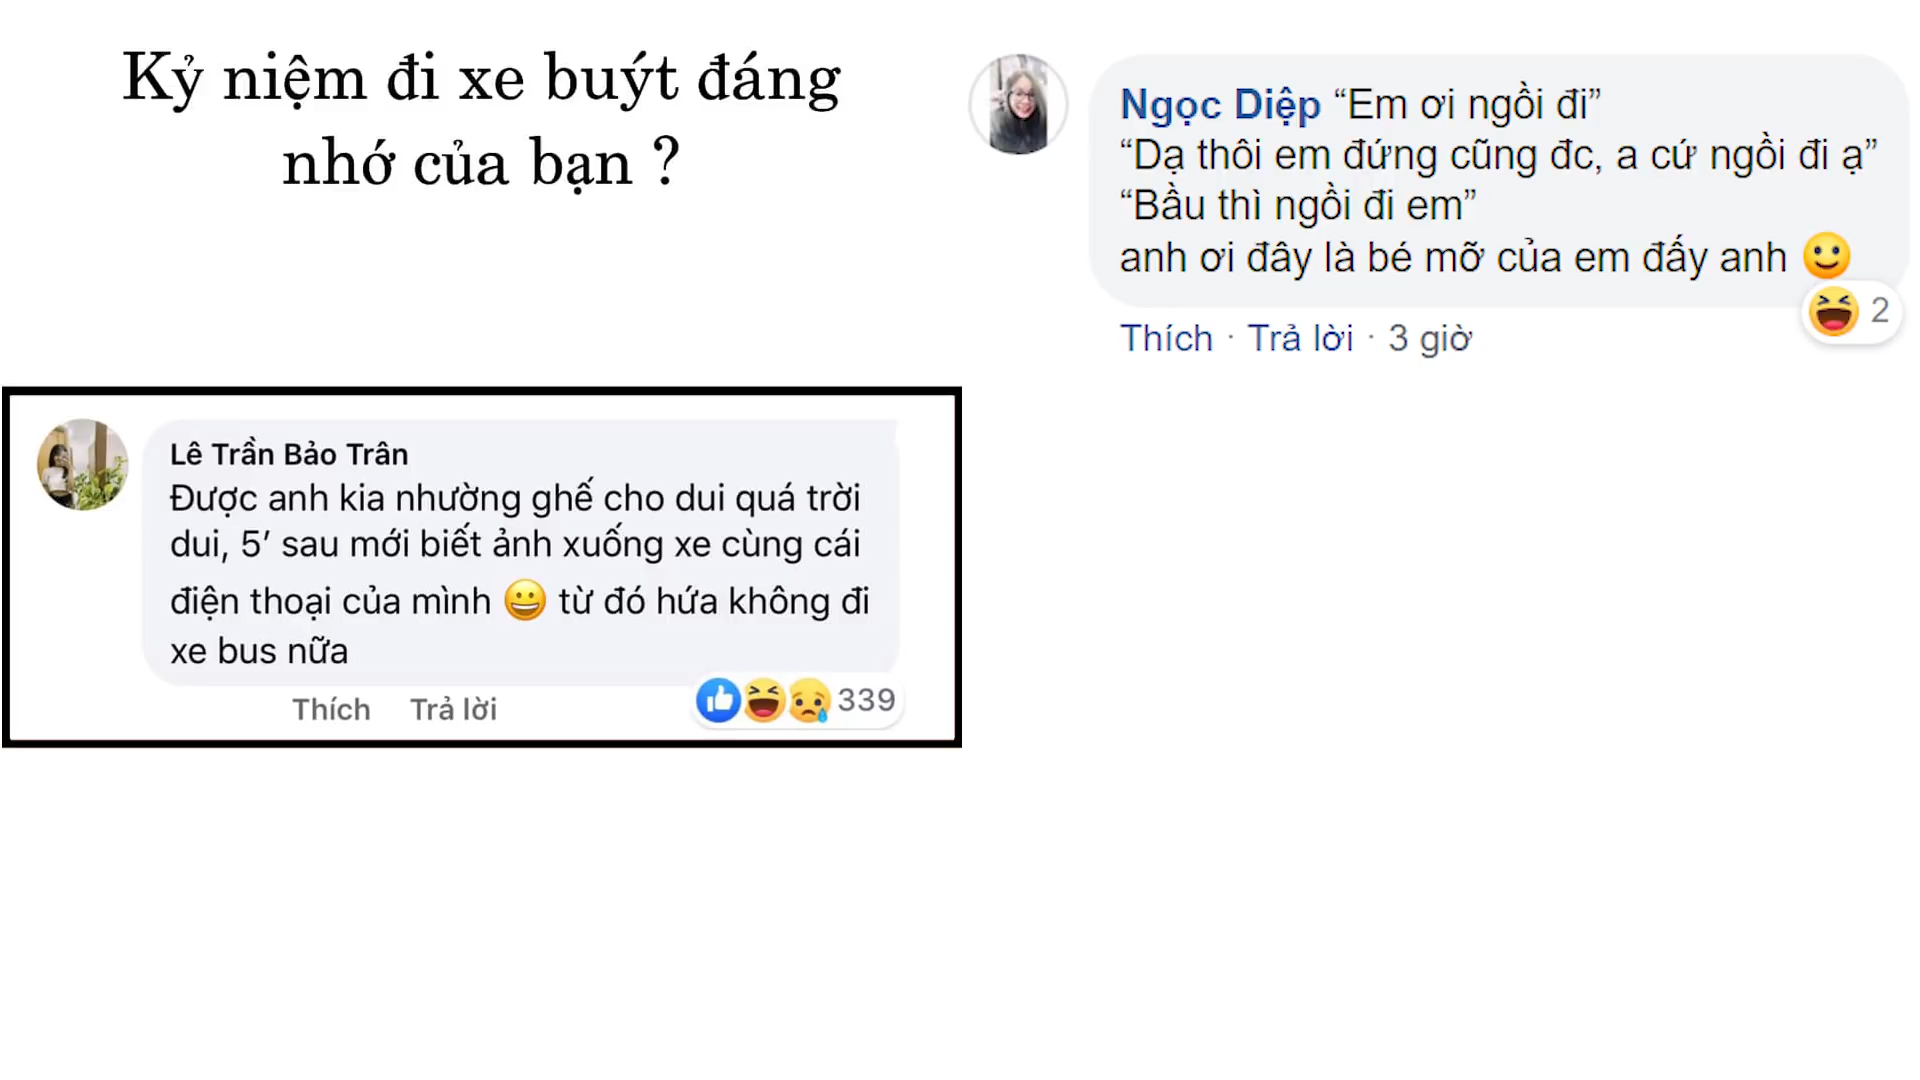 Kỷ niệm đi xe buýt đáng
nhớ của bạn ?
Lê Trần Bảo Trân
Được anh kia nhường ghế cho dui quá trời
dui, 5’ sau mới biết ảnh xuống xe cùng cái
điện thoại của mình 😀 từ đó hứa không đi
xe bus nữa
Thích Trả lời 339
Ngọc Diệp “Em ơi ngồi đi”
“Dạ thôi em đứng cũng đc, a cứ ngồi đi ạ”
“Bầu thì ngồi đi em”
anh ơi đây là bé mỡ của em đấy anh 🙂
2
Thích · Trả lời · 3 giờ